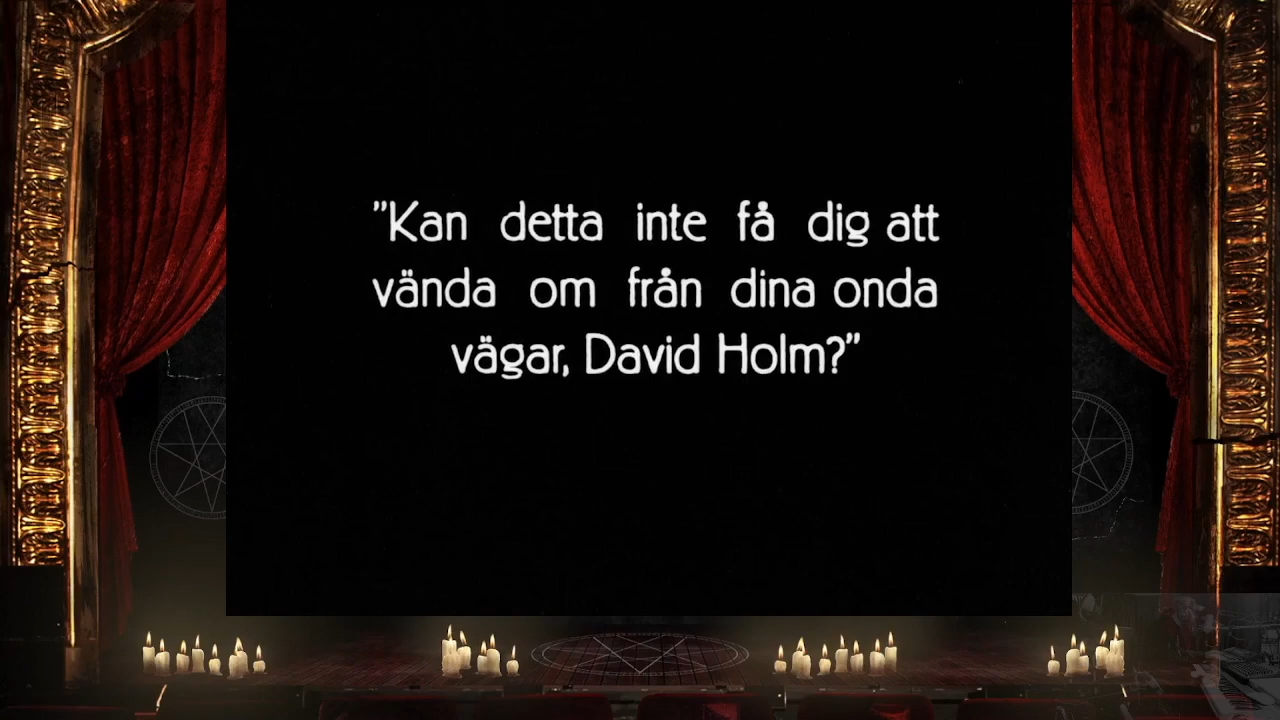 ”Kan detta inte få dig att
vända om från dina onda
vägar, David Holm?”